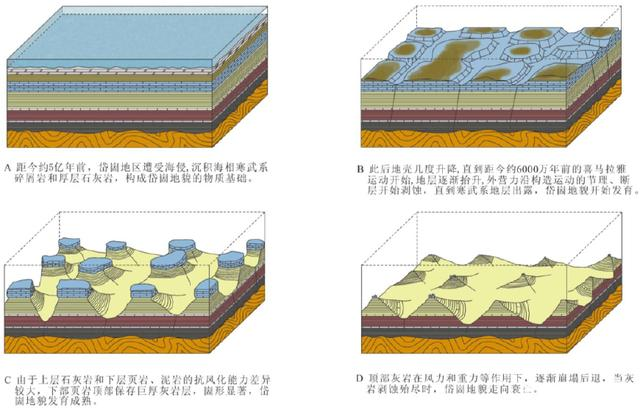 A 距今约5亿年前，岱崮地区遭受海侵,沉积海相寒武系
碎屑岩和厚层石灰岩，构成岱崮地貌的物质基础。
B 此后地壳几度升降,直到距今约6000万年前的喜马拉雅
运动开始,地层逐渐抬升,外营力沿构造运动的节理、断
层开始剥蚀，直到寒武系地层出露，岱崮地貌开始发育。
C 由于上层石灰岩和下层页岩、泥岩的抗风化能力差异
较大，下部页岩顶部保存巨厚灰岩层，崮形显著，岱
崮地貌发育成熟。
D 顶部灰岩在风力和重力等作用下，逐渐崩塌后退，当灰
岩剥蚀殆尽时，岱崮地貌走向衰亡。